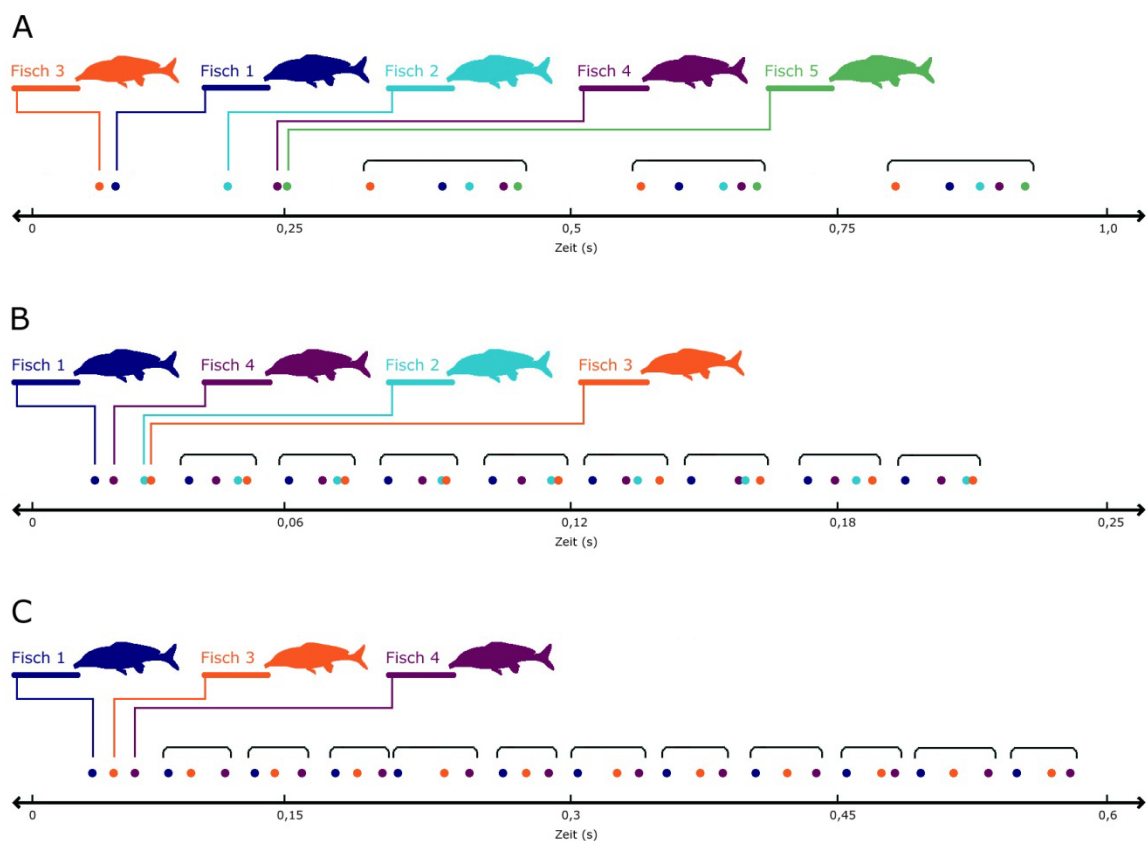 A
Fisch 3 Fisch 1 Fisch 2 Fisch 4 Fisch 5
0 0,25 0,5 0,75 1,0
Zeit (s)
B
Fisch 1 Fisch 4 Fisch 2 Fisch 3
0 0,06 0,12 0,18 0,25
Zeit (s)
C
Fisch 1 Fisch 3 Fisch 4
0 0,15 0,3 0,45 0,6
Zeit (s)